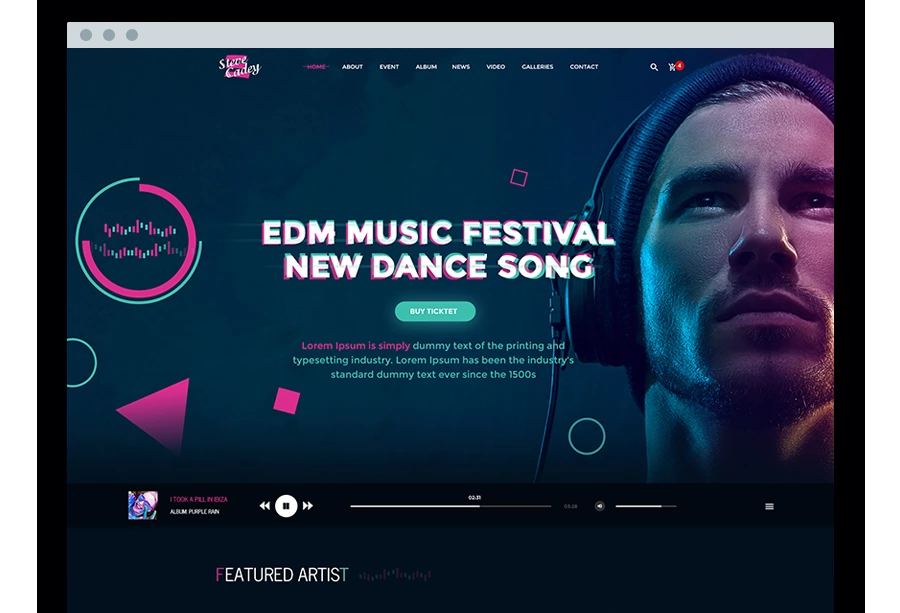 Steve
Cadey
HOME ABOUT EVENT ALBUM NEWS VIDEO GALLERIES CONTACT
4
EDM MUSIC FESTIVAL
NEW DANCE SONG
BUY TICKTET
Lorem Ipsum is simply dummy text of the printing and
typesetting industry. Lorem Ipsum has been the industry's
standard dummy text ever since the 1500s
I TOOK A PILL IN IBIZA
ALBUM: PURPLE RAIN
02:31
FEATURED ARTIST